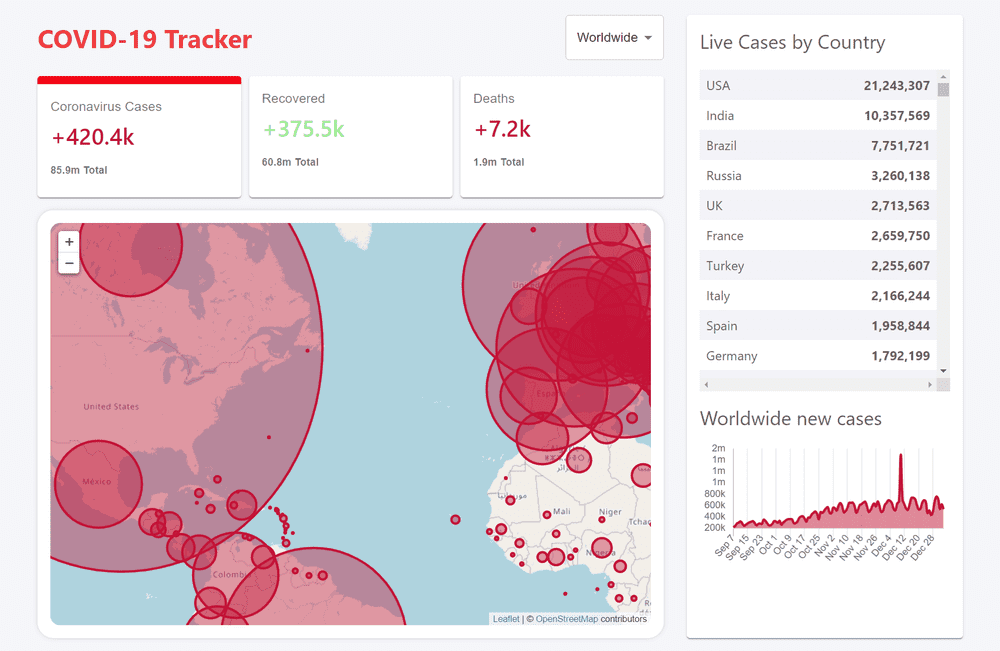 COVID-19 Tracker
Worldwide
Coronavirus Cases
+420.4k
85.9m Total
Recovered
+375.5k
60.8m Total
Deaths
+7.2k
1.9m Total
+
−
United States
México
Colomb
Españ
Mali
Niger
Tchad
Nigeria
Leaflet | © OpenStreetMap contributors
Live Cases by Country
USA 21,243,307
India 10,357,569
Brazil 7,751,721
Russia 3,260,138
UK 2,713,563
France 2,659,750
Turkey 2,255,607
Italy 2,166,244
Spain 1,958,844
Germany 1,792,199
Worldwide new cases
2m
1m
1m
1m
800k
600k
400k
200k
Sep 7
Sep 15
Sep 23
Oct 1
Oct 9
Oct 17
Oct 25
Nov 2
Nov 10
Nov 18
Nov 26
Dec 4
Dec 12
Dec 20
Dec 28